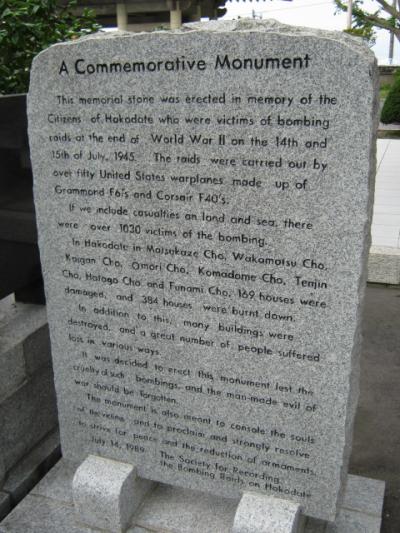 A Commemorative Monument
This memorial stone was erected in memory of the
Citizens of Hakodate who were victims of bombing
raids at the end of World War II on the 14th and
15th of July, 1945. The raids were carried out by
over fifty United States warplanes made up of
Grammond F6i's and Corsair F40's.
If we include casualties on land and sea, there
were over 1030 victims of the bombing.
In Hakodate in Matsukaze Cho, Wakamatsu Cho,
Kaigan Cho, Omori Cho, Komadome Cho, Tenjin
Cho, Hatago Cho and Funami Cho, 169 houses were
damaged, and 384 houses were burnt down.
In addition to this, many buildings were
destroyed, and a great number of people suffered
loss in various ways.
It was decided to erect this monument lest the
cruelty of such bombings, and the man-made evil of
war should be forgotten.
The monument is also meant to console the souls
of the victims and to proclaim and strongly resolve
to strive for peace and the reduction of armaments.
July 14, 1989. The Society for Recording
the Bombing Raids on Hakodate